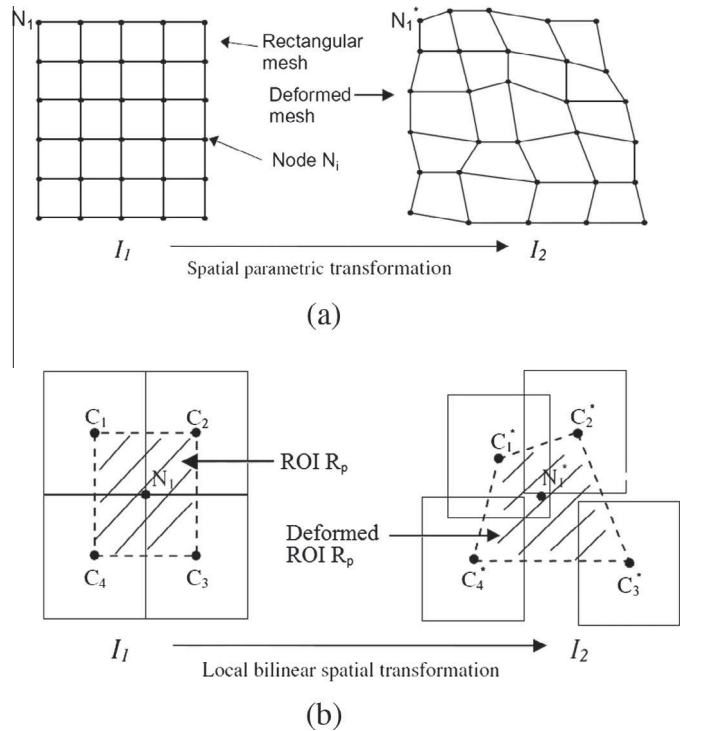 N₁
Rectangular
mesh
Node Nᵢ
N₁*
Deformed
mesh
I₁
I₂
Spatial parametric transformation
(a)
C₁
C₂
N₁
C₄
C₃
ROI Rₚ
C₁*
C₂*
N₁*
Deformed
ROI Rₚ
C₄*
C₃*
I₁
I₂
Local bilinear spatial transformation
(b)